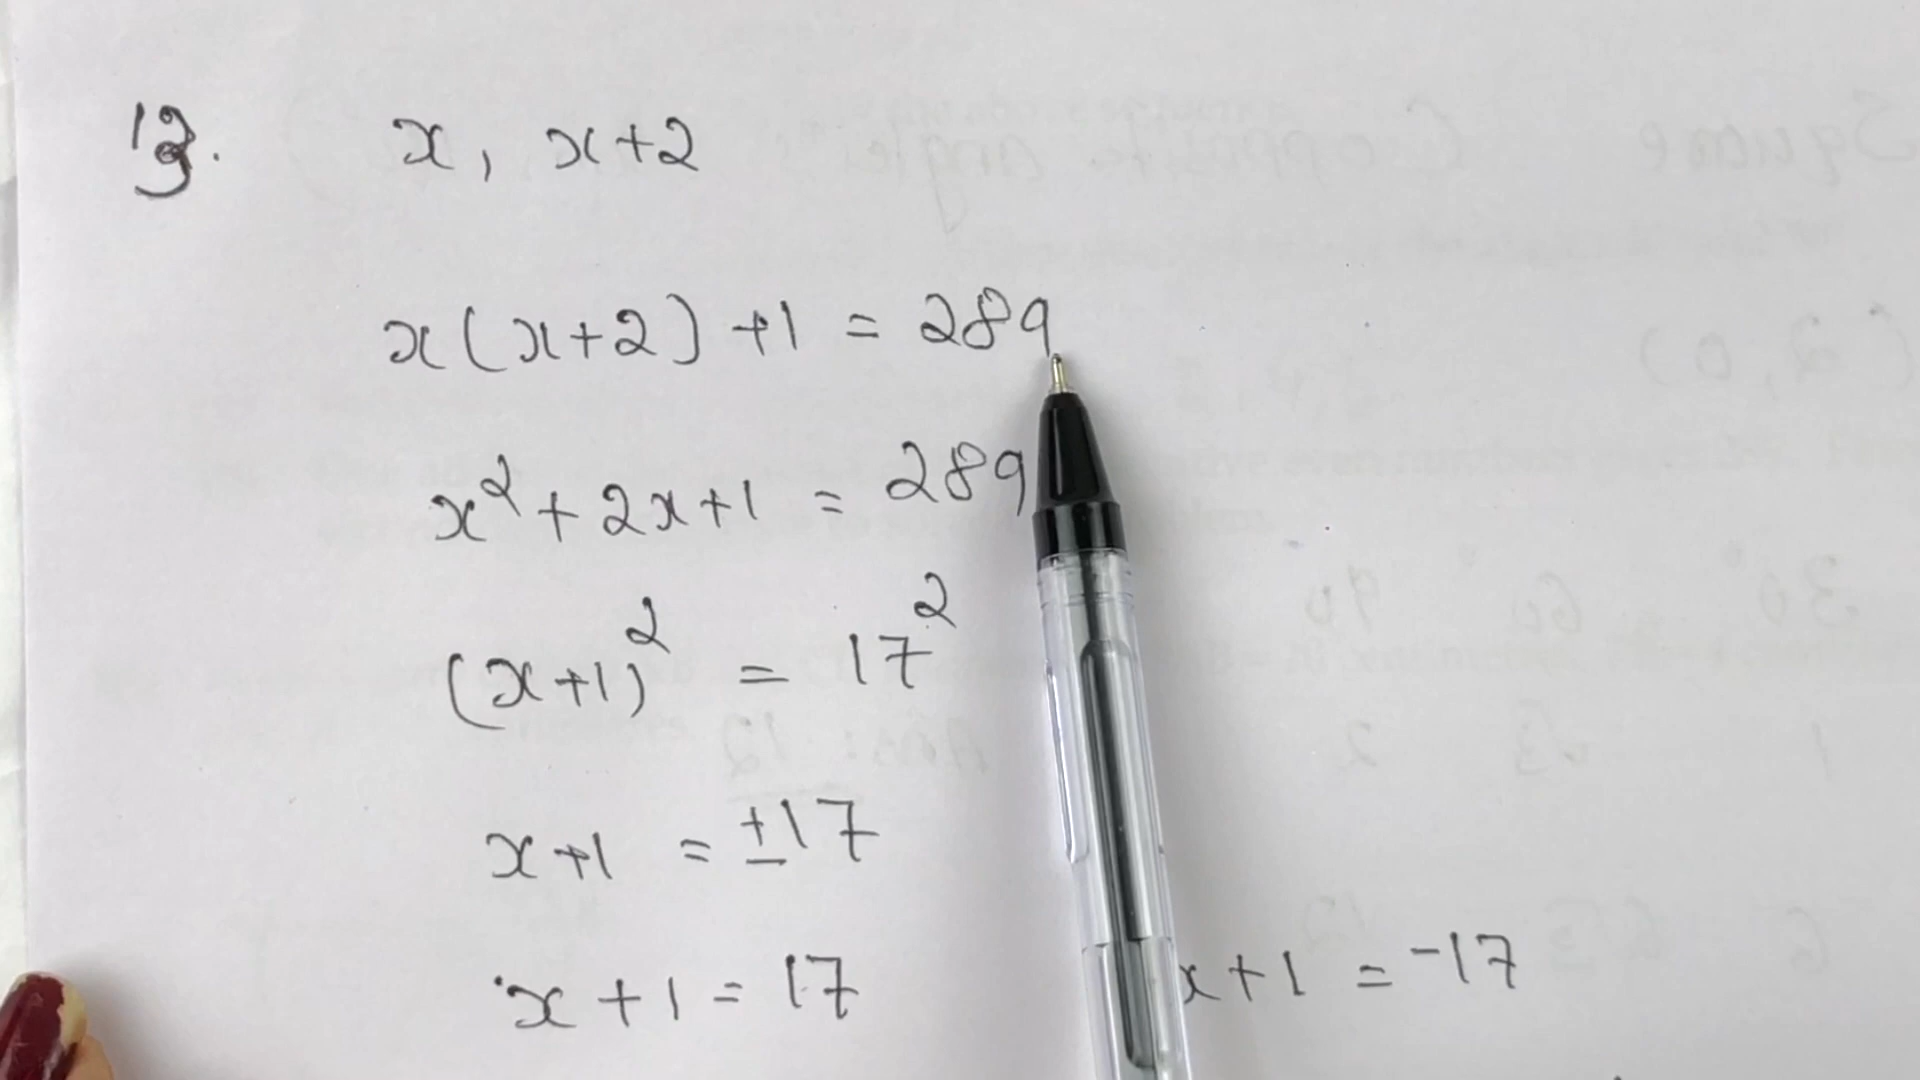 13. x, x+2
x(x+2)+1 = 289
x²+2x+1 = 289
(x+1)² = 17²
x+1 = ±17
x+1 = 17 x+1 = -17